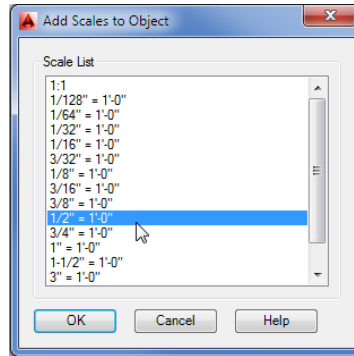 Add Scales to Object
Scale List
1:1
1/128" = 1'-0"
1/64" = 1'-0"
1/32" = 1'-0"
1/16" = 1'-0"
3/32" = 1'-0"
1/8" = 1'-0"
3/16" = 1'-0"
3/8" = 1'-0"
1/2" = 1'-0"
3/4" = 1'-0"
1" = 1'-0"
1-1/2" = 1'-0"
3" = 1'-0"
OK Cancel Help